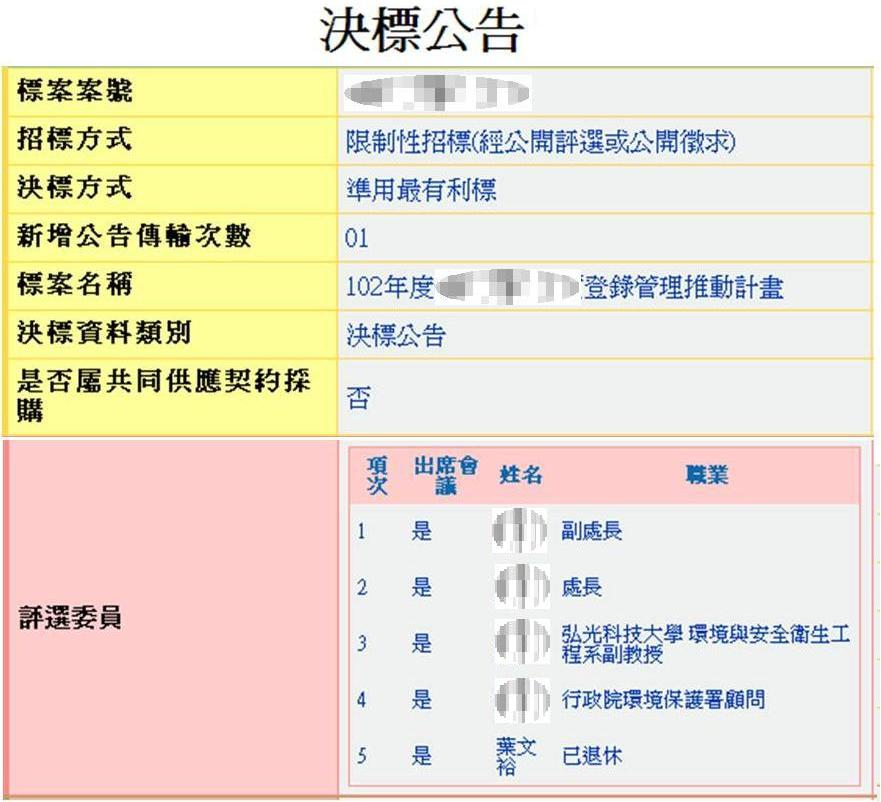 決標公告
標案案號
招標方式
限制性招標(經公開評選或公開徵求)
決標方式
準用最有利標
新增公告傳輸次數
01
標案名稱
102年度
登錄管理推動計畫
決標資料類別
決標公告
是否屬共同供應契約採
購
否
評選委員
項
次
出席會
議
姓名
職業
1
是
副處長
2
是
處長
3
是
弘光科技大學 環境與安全衛生工
程系副教授
4
是
行政院環境保護署顧問
5
是
葉文
裕
已退休